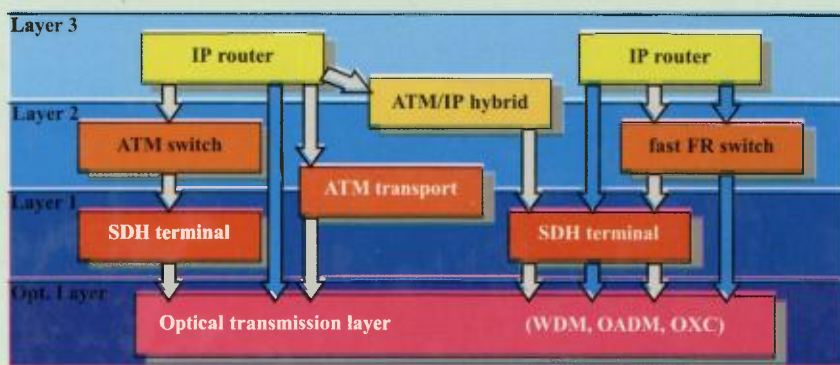 Layer 3
IP router
IP router
ATM/IP hybrid
Layer 2
ATM switch
fast FR switch
ATM transport
Layer 1
SDH terminal
SDH terminal
Opt. Layer
Optical transmission layer (WDM, OADM, OXC)